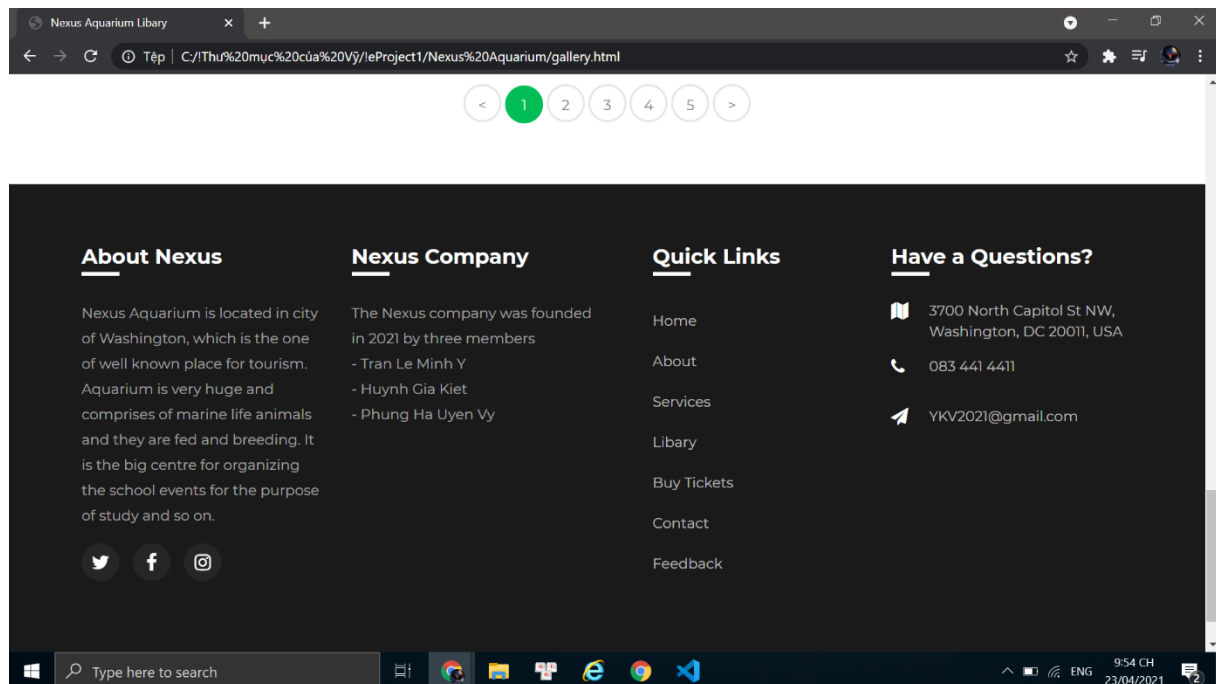 Nexus Aquarium Libary
Tệp | C:/!Thư%20mục%20của%20Vỹ/!eProject1/Nexus%20Aquarium/gallery.html
< 1 2 3 4 5 >
About Nexus
Nexus Aquarium is located in city
of Washington, which is the one
of well known place for tourism.
Aquarium is very huge and
comprises of marine life animals
and they are fed and breeding. It
is the big centre for organizing
the school events for the purpose
of study and so on.
Nexus Company
The Nexus company was founded
in 2021 by three members
- Tran Le Minh Y
- Huynh Gia Kiet
- Phung Ha Uyen Vy
Quick Links
Home
About
Services
Libary
Buy Tickets
Contact
Feedback
Have a Questions?
3700 North Capitol St NW,
Washington, DC 20011, USA
083 441 4411
YKV2021@gmail.com
Type here to search
ENG
9:54 CH
23/04/2021
2